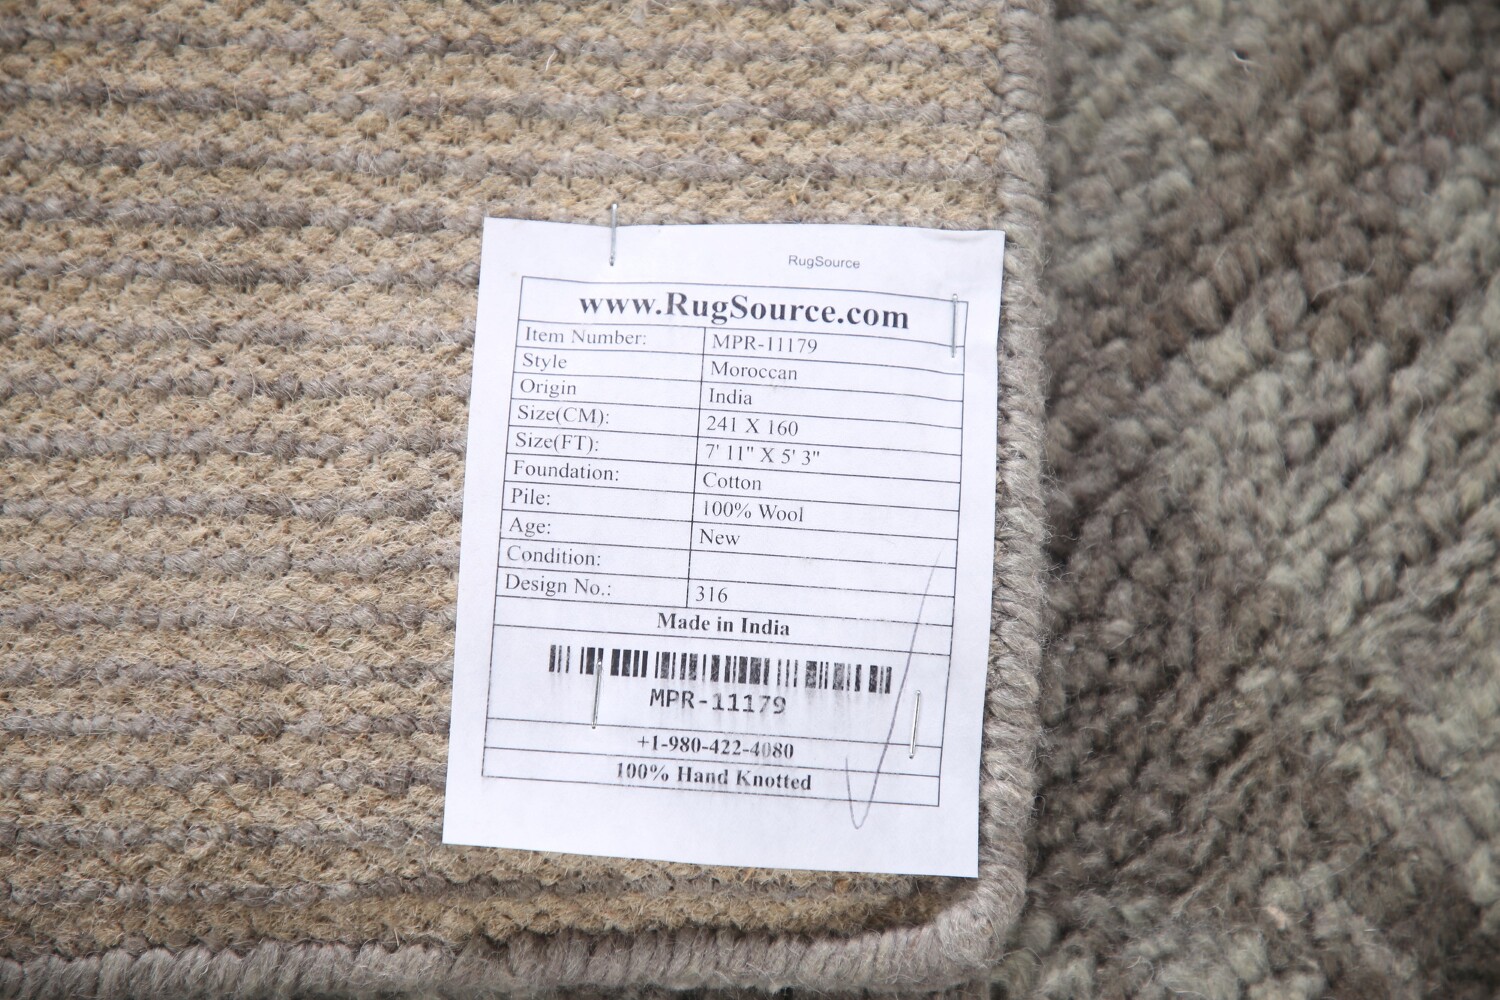 RugSource
www.RugSource.com
Item Number: MPR-11179
Style Moroccan
Origin India
Size(CM): 241 X 160
Size(FT): 7' 11" X 5' 3"
Foundation: Cotton
Pile: 100% Wool
Age: New
Condition:
Design No.: 316
Made in India
MPR-11179
+1-980-422-4080
100% Hand Knotted